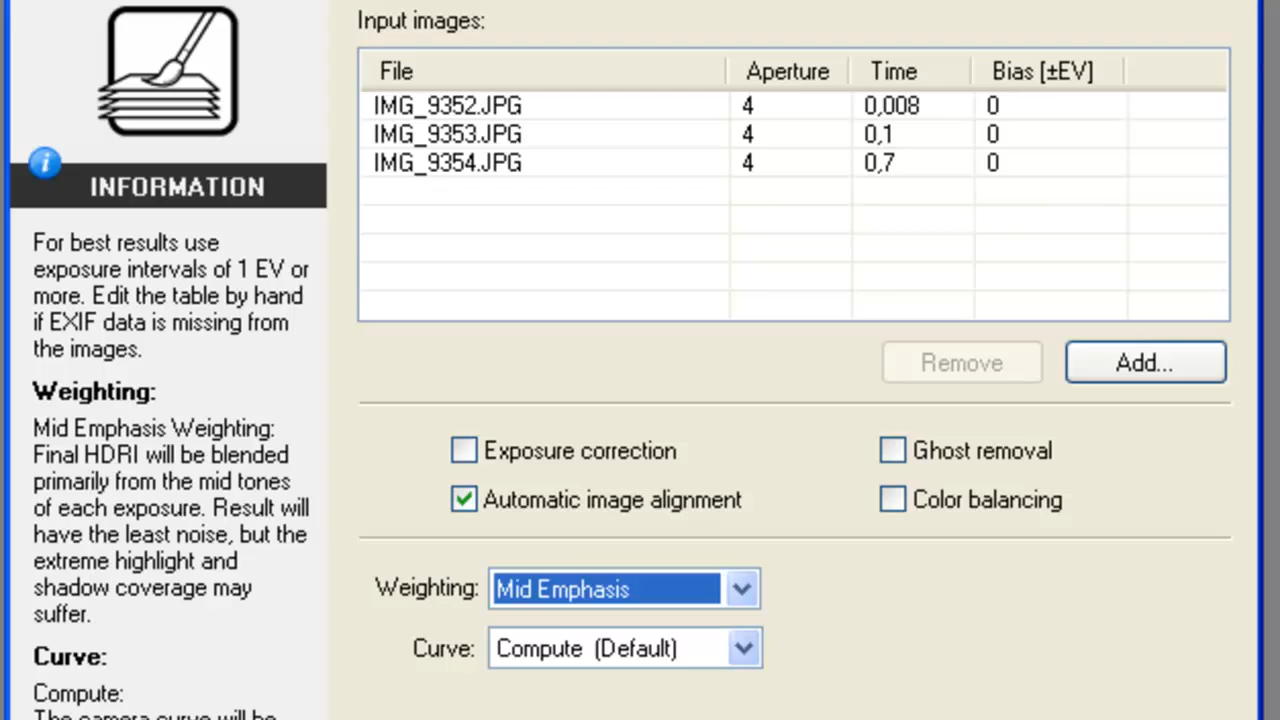 Input images:
File Aperture Time Bias [±EV]
IMG_9352.JPG 4 0,008 0
IMG_9353.JPG 4 0,1 0
IMG_9354.JPG 4 0,7 0
Remove Add...
Exposure correction Ghost removal
Automatic image alignment Color balancing
Weighting: Mid Emphasis
Curve: Compute (Default)
i
INFORMATION
For best results use
exposure intervals of 1 EV or
more. Edit the table by hand
if EXIF data is missing from
the images.
Weighting:
Mid Emphasis Weighting:
Final HDRI will be blended
primarily from the mid tones
of each exposure. Result will
have the least noise, but the
extreme highlight and
shadow coverage may
suffer.
Curve:
Compute:
The camera curve will be